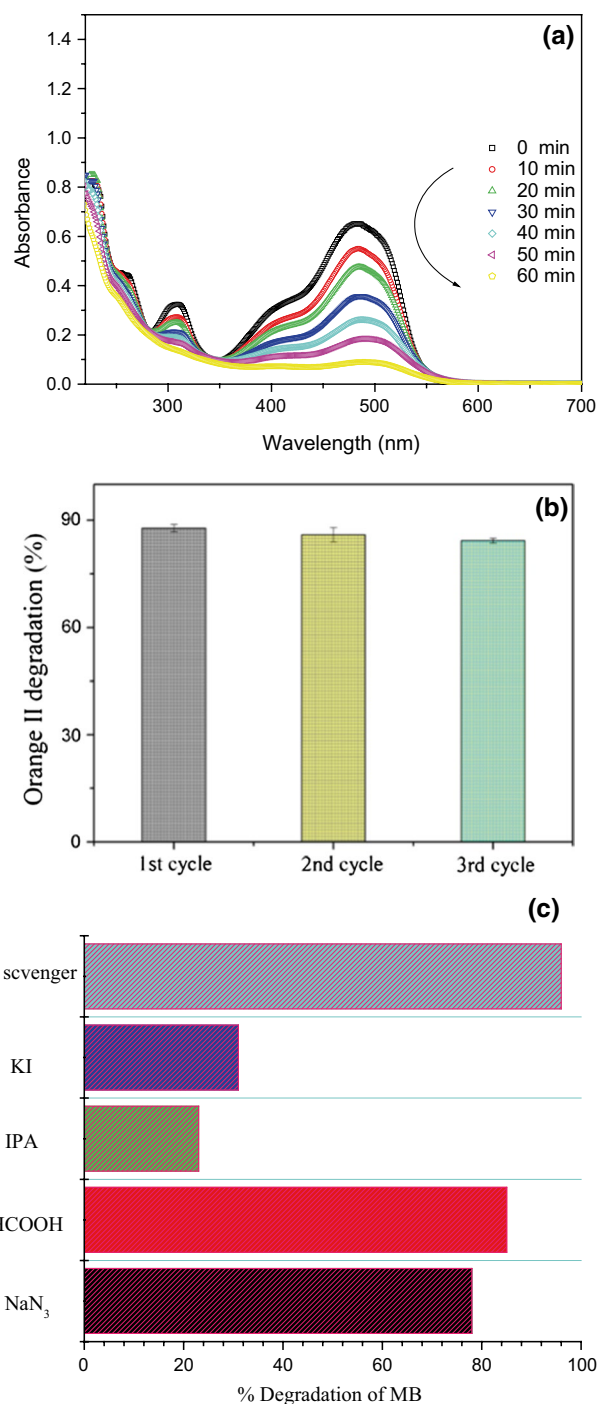 (a)
1.4
1.2
1.0
0.8
0.6
0.4
0.2
0.0
Absorbance
0 min
10 min
20 min
30 min
40 min
50 min
60 min
300 400 500 600 700
Wavelength (nm)
(b)
90
60
30
0
Orange II degradation (%)
1st cycle 2nd cycle 3rd cycle
(c)
scvenger
KI
IPA
HCOOH
NaN₃
0 20 40 60 80 100
% Degradation of MB